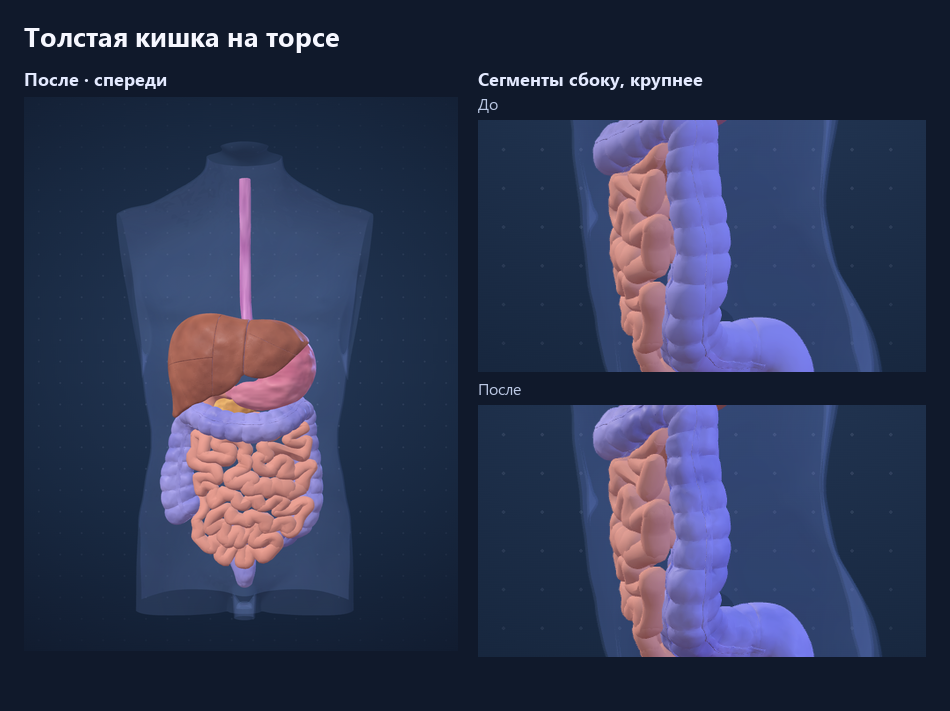 Толстая кишка на торсе
После · спереди
Сегменты сбоку, крупнее
До
После